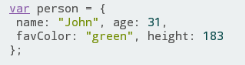 var person = {
name: "John", age: 31,
favColor: "green", height: 183
};